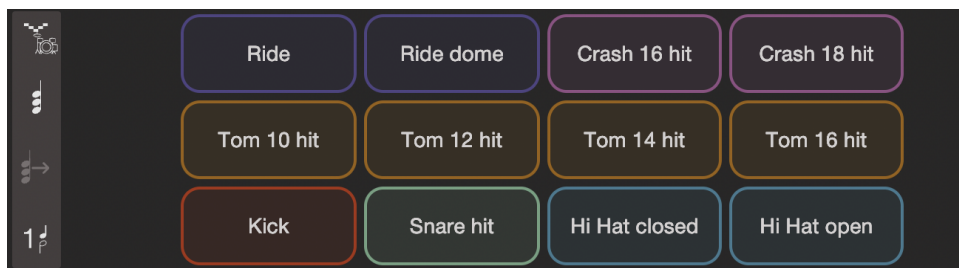 Ride Ride dome Crash 16 hit Crash 18 hit
Tom 10 hit Tom 12 hit Tom 14 hit Tom 16 hit
Kick Snare hit Hi Hat closed Hi Hat open
1